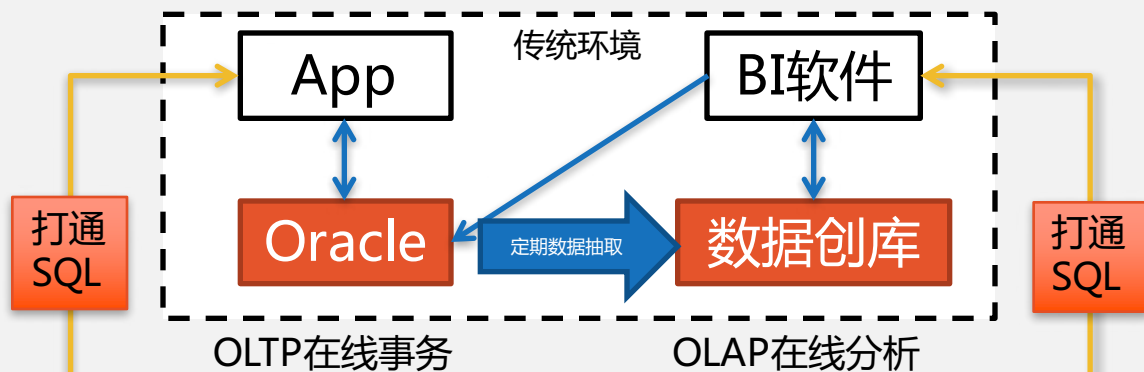 传统环境
App
BI软件
打通
SQL
Oracle
定期数据抽取
数据创库
打通
SQL
OLTP在线事务
OLAP在线分析